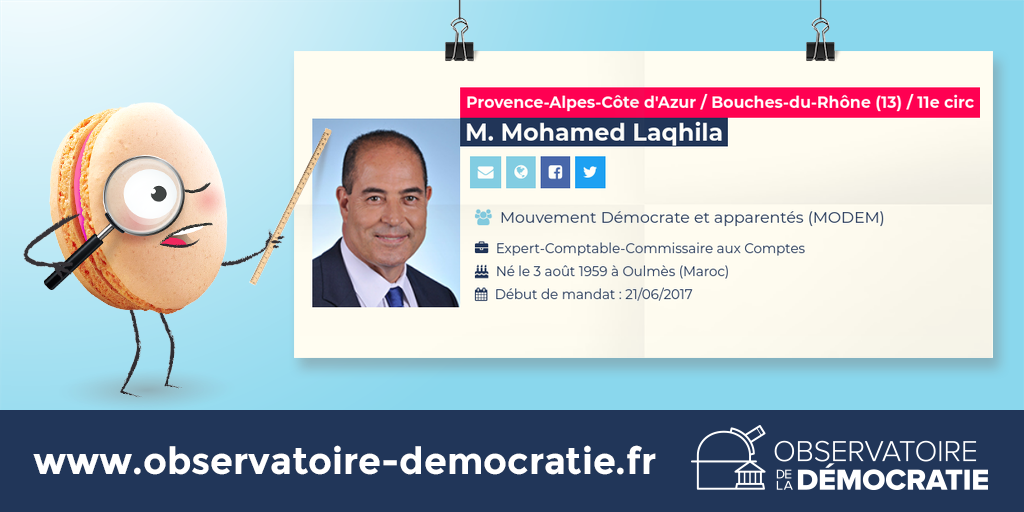 Provence-Alpes-Côte d'Azur / Bouches-du-Rhône (13) / 11e circ
M. Mohamed Laqhila
Mouvement Démocrate et apparentés (MODEM)
Expert-Comptable-Commissaire aux Comptes
Né le 3 août 1959 à Oulmès (Maroc)
Début de mandat : 21/06/2017
www.observatoire-democratie.fr
OBSERVATOIRE
DE LA DÉMOCRATIE